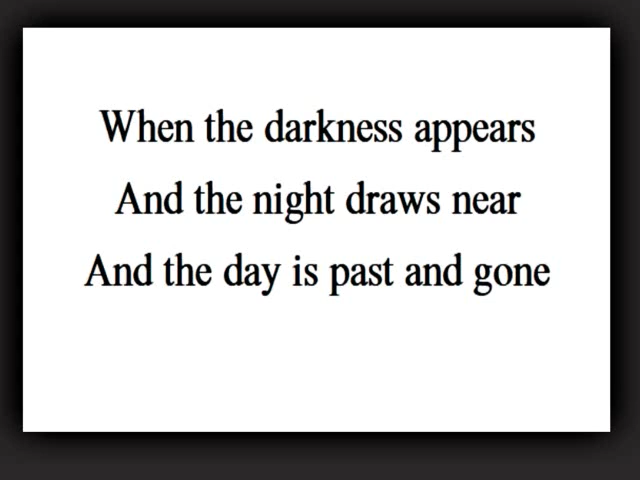 When the darkness appears
And the night draws near
And the day is past and gone